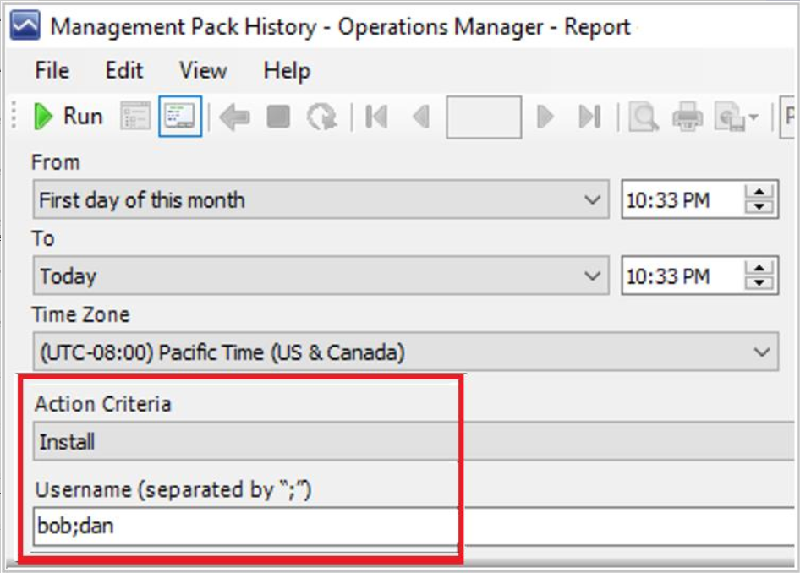 Management Pack History - Operations Manager - Report
File Edit View Help
Run
From
First day of this month 10:33 PM
To
Today 10:33 PM
Time Zone
(UTC-08:00) Pacific Time (US & Canada)
Action Criteria
Install
Username (separated by “;”)
bob;dan